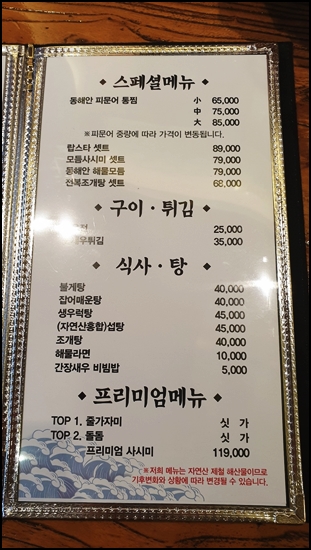 스페셜메뉴
동해안 피문어 통찜 小 65,000
中 75,000
大 85,000
※피문어 중량에 따라 가격이 변동됩니다.
랍스타 셋트 89,000
모듬사시미 셋트 79,000
동해안 해물모듬 79,000
전복조개탕 셋트 68,000
구이 · 튀김
25,000
35,000
식사 · 탕
물게탕 40,000
잡어매운탕 40,000
생우럭탕 45,000
(자연산홍합)섭탕 45,000
조개탕 40,000
해물라면 10,000
간장새우 비빔밥 5,000
프리미엄메뉴
TOP 1. 줄가자미 싯 가
TOP 2. 돌돔 싯 가
프리미엄 사시미 119,000
※저희 메뉴는 자연산 제철 해산물이므로
기후변화와 상황에 따라 변경될 수 있습니다.